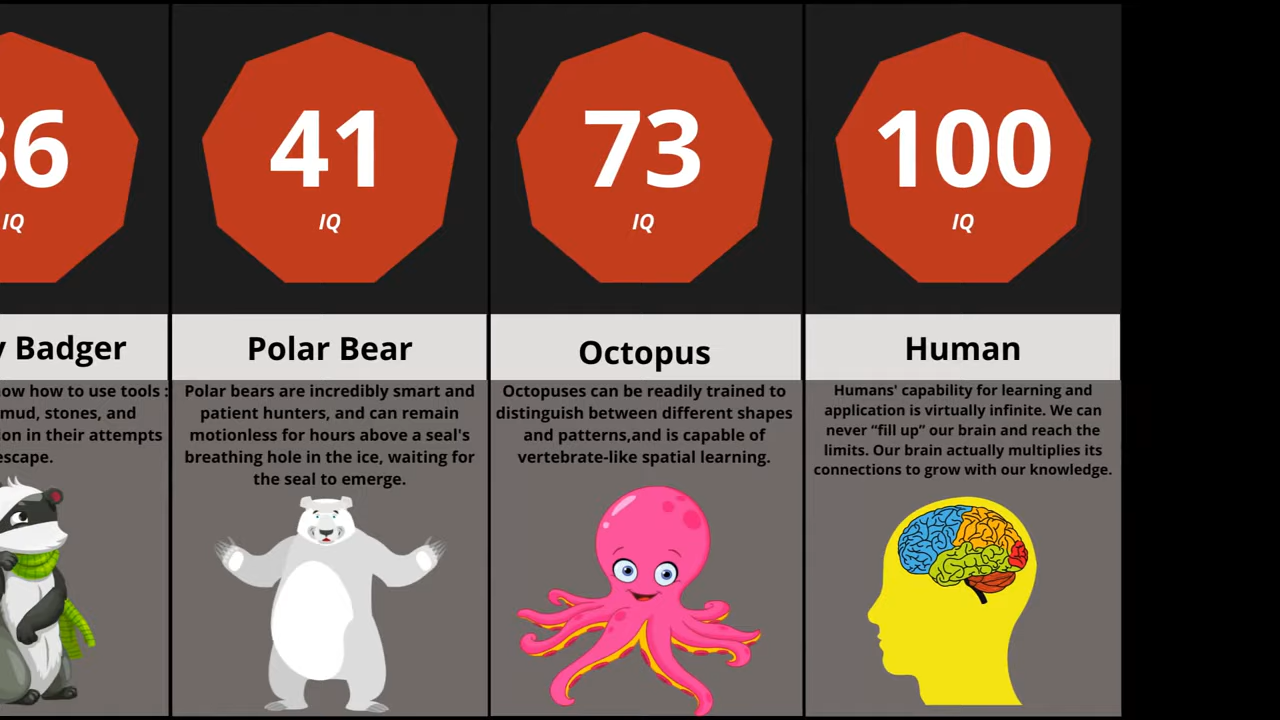 36
IQ
Badger
how to use tools :
mud, stones, and
in their attempts
escape.
41
IQ
Polar Bear
Polar bears are incredibly smart and
patient hunters, and can remain
motionless for hours above a seal's
breathing hole in the ice, waiting for
the seal to emerge.
73
IQ
Octopus
Octopuses can be readily trained to
distinguish between different shapes
and patterns,and is capable of
vertebrate-like spatial learning.
100
IQ
Human
Humans' capability for learning and
application is virtually infinite. We can
never “fill up” our brain and reach the
limits. Our brain actually multiplies its
connections to grow with our knowledge.